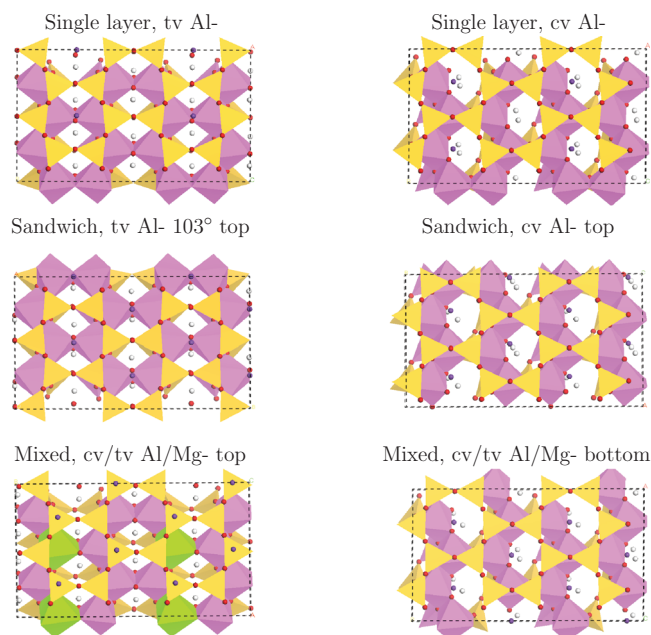 Single layer, tv Al-
Single layer, cv Al-
Sandwich, tv Al- 103° top
Sandwich, cv Al- top
Mixed, cv/tv Al/Mg- top
Mixed, cv/tv Al/Mg- bottom